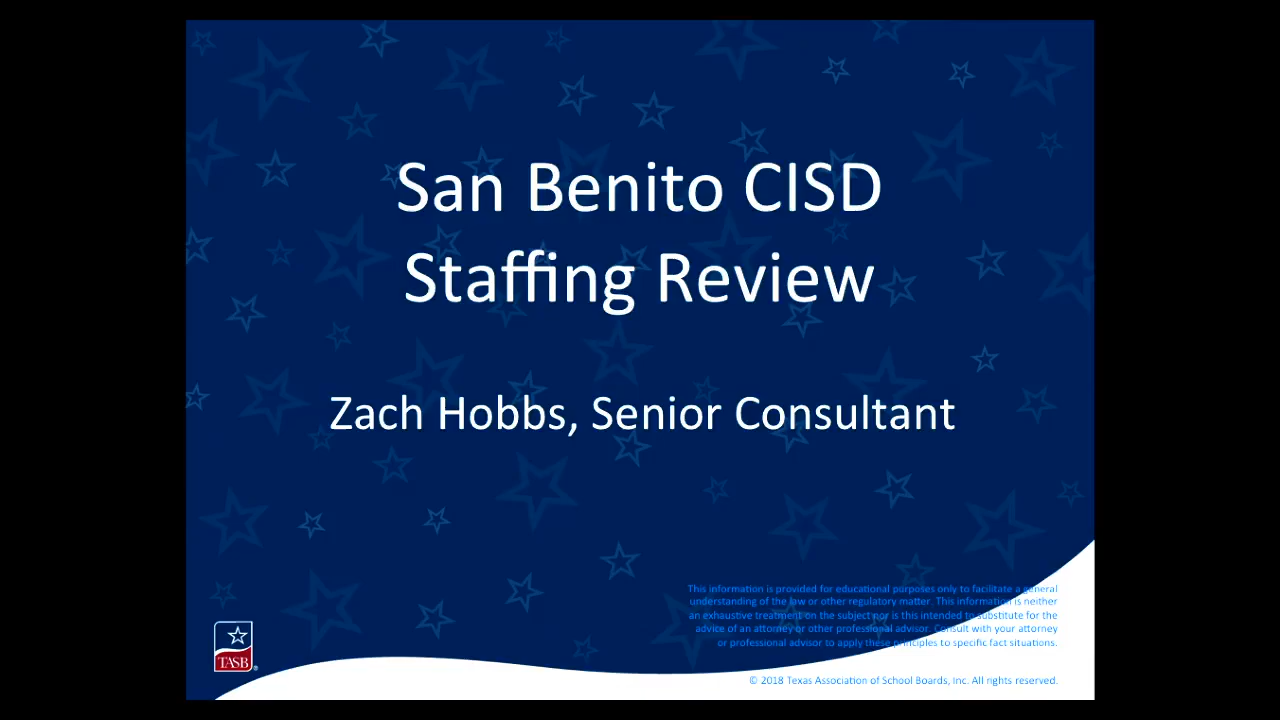 San Benito CISD
Staffing Review
Zach Hobbs, Senior Consultant
This information is provided for educational purposes only to facilitate a general
understanding of the law or other regulatory matter. This information is neither
an exhaustive treatment on the subject nor is this intended to substitute for the
advice of an attorney or other professional advisor. Consult with your attorney
or professional advisor to apply these principles to specific fact situations.
TASB®
© 2018 Texas Association of School Boards, Inc. All rights reserved.